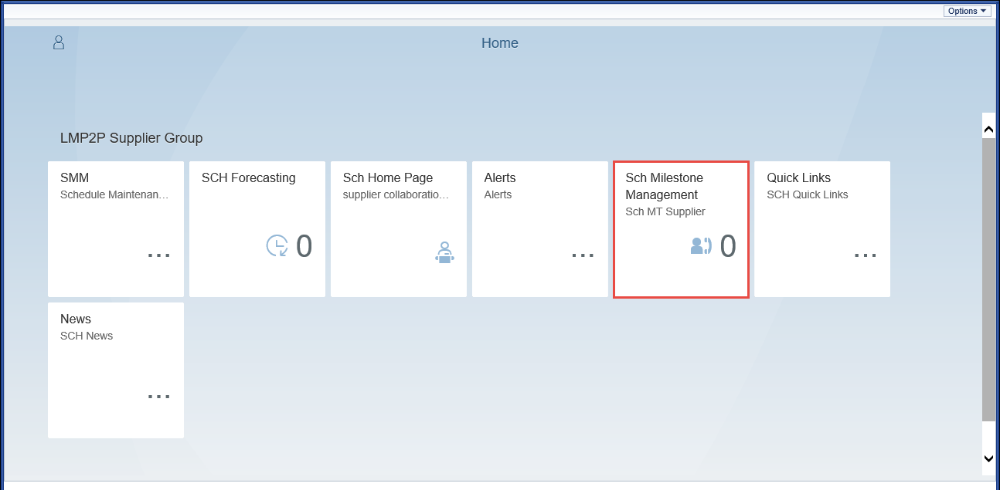 Options
Home
LMP2P Supplier Group
SMM
Schedule Maintenan...
...
SCH Forecasting
0
Sch Home Page
supplier collaboratio...
Alerts
Alerts
...
Sch Milestone
Management
Sch MT Supplier
0
Quick Links
SCH Quick Links
...
News
SCH News
...